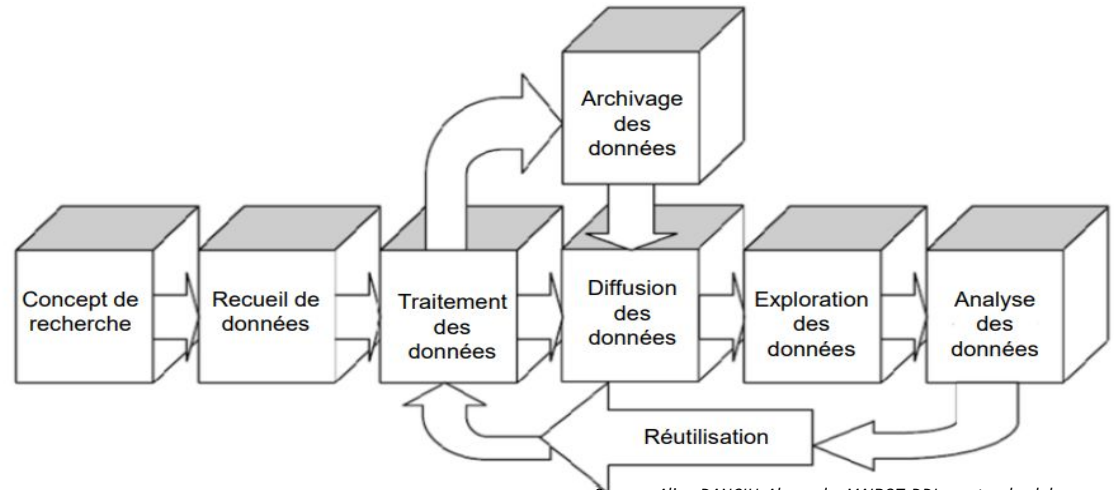 Archivage
des
données
Concept de
recherche
Recueil de
données
Traitement
des
données
Diffusion
des
données
Exploration
des
données
Analyse
des
données
Réutilisation